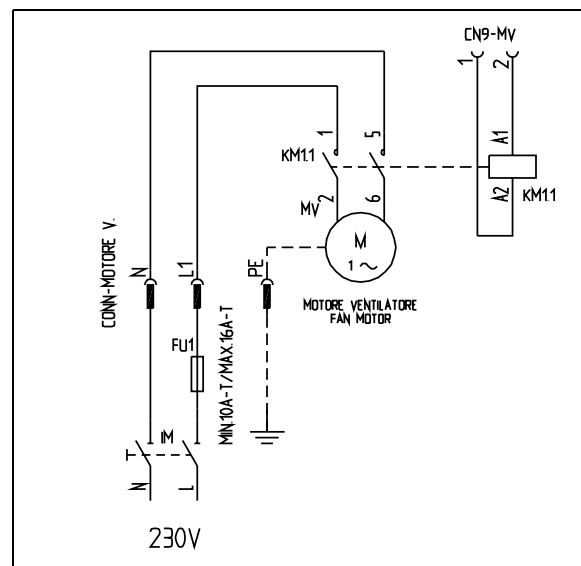 CN9-MV
1
2
1
5
KM1.1
A1
A2
KM1.1
2
6
MV
M
1~
MOTORE VENTILATORE
FAN MOTOR
CONN-MOTORE V.
N
L1
PE
FU1
MIN.10A-T/MAX.16A-T
IM
N
L
230V